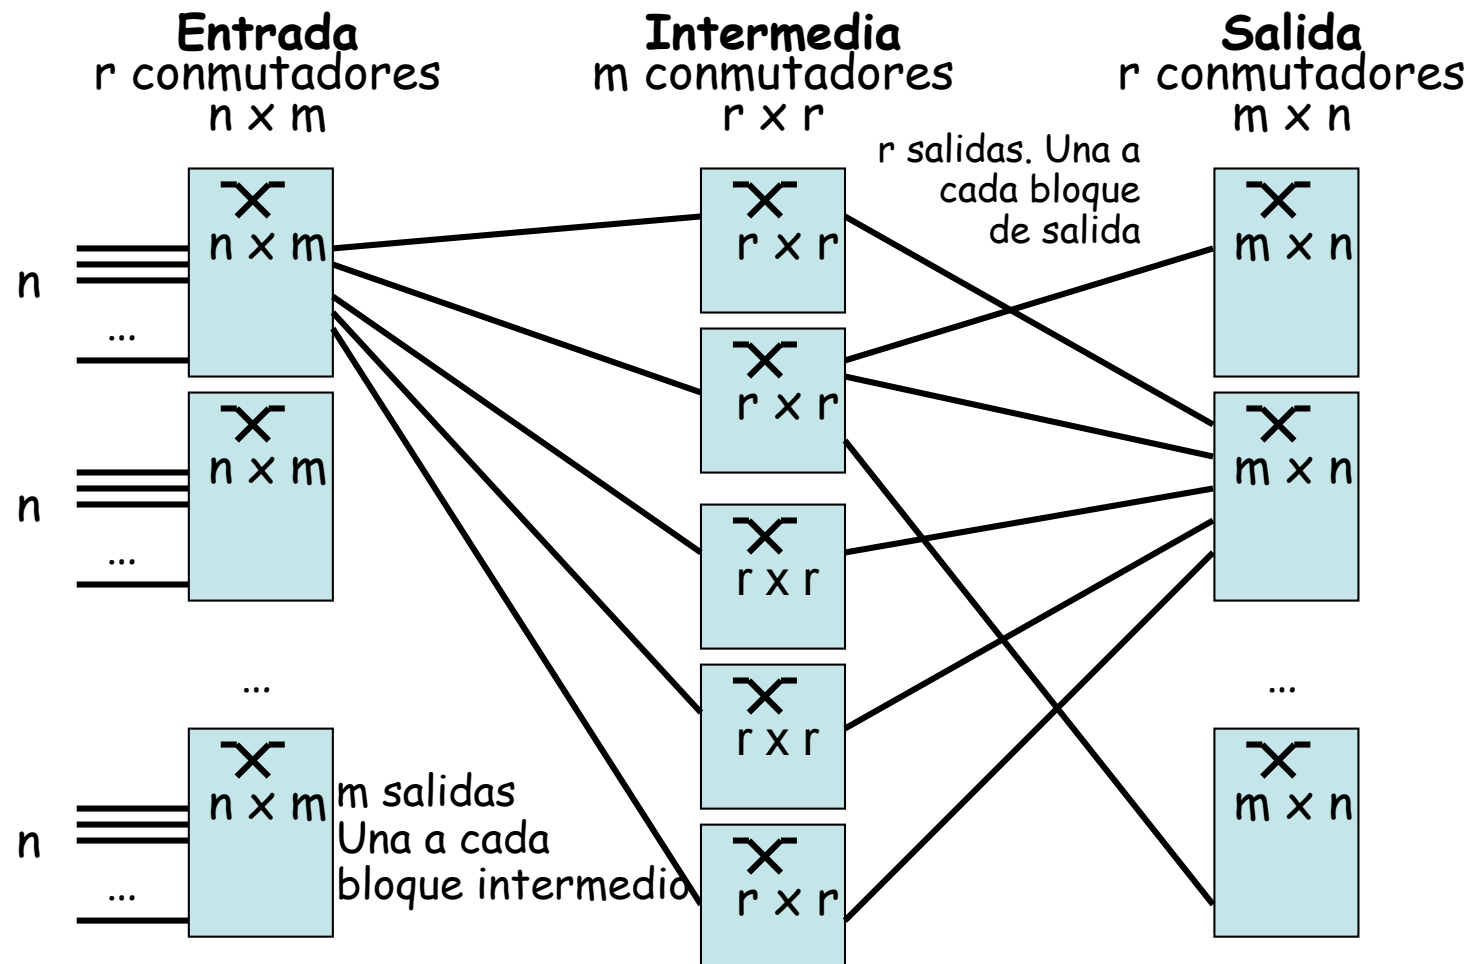 Entrada
r conmutadores
n x m
Intermedia
m conmutadores
r x r
Salida
r conmutadores
m x n
r salidas. Una a
cada bloque
de salida
n
...
n x m
n
...
n x m
...
n
...
n x m
m salidas
Una a cada
bloque intermedio
r x r
r x r
r x r
r x r
r x r
m x n
m x n
...
m x n